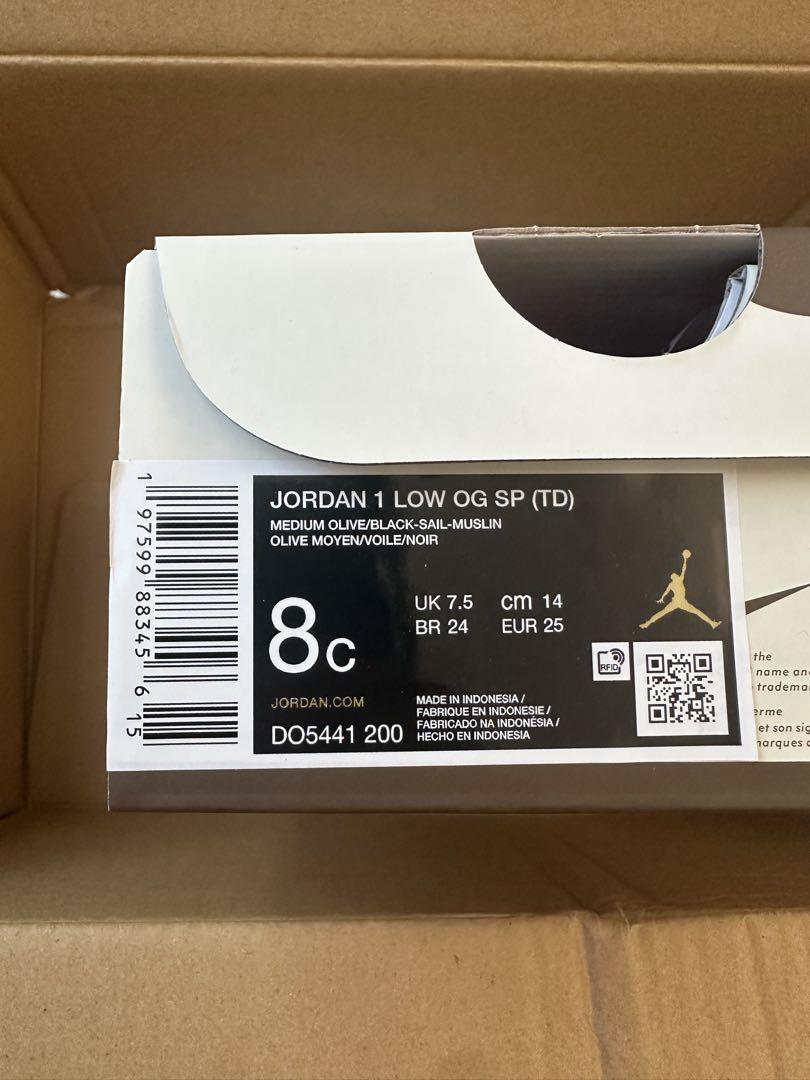 JORDAN 1 LOW OG SP (TD)
MEDIUM OLIVE/BLACK-SAIL-MUSLIN
OLIVE MOYEN/VOILE/NOIR
8C
UK 7.5 cm 14
BR 24 EUR 25
JORDAN.COM
DO5441 200
MADE IN INDONESIA /
FABRIQUE EN INDONESIE /
FABRICADO NA INDONÉSIA /
HECHO EN INDONESIA
RFID
1 97599 88345 6 15
the
name and
tradema
erme
et son sig
marques d